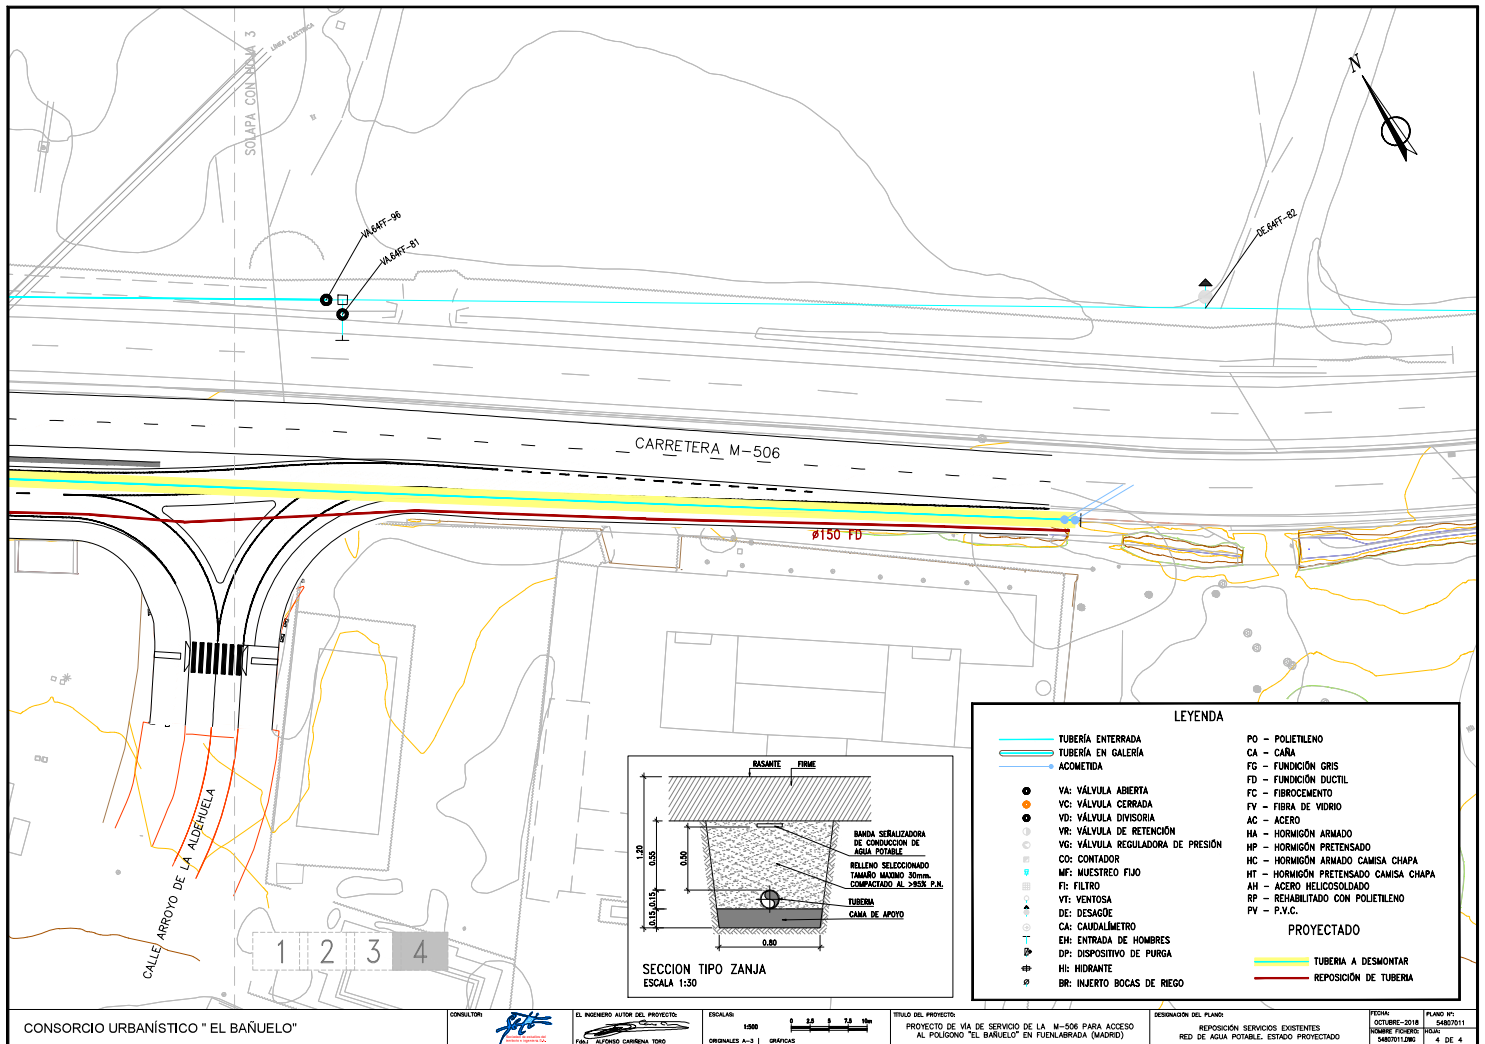 LÍNEA ELÉCTRICA
SOLAPA CON HOJA 3
N
VA.64FF-96
VA.64FF-81
DE.64FF-82
CARRETERA M-506
ø150 FD
CALLE ARROYO DE LA ALDEHUELA
1 2 3 4
RASANTE FIRME
1.20
0.55
0.50
0.15
0.15
0.80
BANDA SEÑALIZADORA
DE CONDUCCION DE
AGUA POTABLE
RELLENO SELECCIONADO
TAMAÑO MAXIMO 30mm.
COMPACTADO AL >95% P.N.
TUBERIA
CAMA DE APOYO
SECCION TIPO ZANJA
ESCALA 1:30
LEYENDA
TUBERÍA ENTERRADA
TUBERÍA EN GALERÍA
ACOMETIDA
VA: VÁLVULA ABIERTA
VC: VÁLVULA CERRADA
VD: VÁLVULA DIVISORIA
VR: VÁLVULA DE RETENCIÓN
VG: VÁLVULA REGULADORA DE PRESIÓN
CO: CONTADOR
MF: MUESTREO FIJO
FI: FILTRO
VT: VENTOSA
DE: DESAGÜE
CA: CAUDALÍMETRO
EH: ENTRADA DE HOMBRES
DP: DISPOSITIVO DE PURGA
HI: HIDRANTE
BR: INJERTO BOCAS DE RIEGO
PO - POLIETILENO
CA - CAÑA
FG - FUNDICIÓN GRIS
FD - FUNDICIÓN DUCTIL
FC - FIBROCEMENTO
FV - FIBRA DE VIDRIO
AC - ACERO
HA - HORMIGÓN ARMADO
HP - HORMIGÓN PRETENSADO
HC - HORMIGÓN ARMADO CAMISA CHAPA
HT - HORMIGÓN PRETENSADO CAMISA CHAPA
AH - ACERO HELICOSOLDADO
RP - REHABILITADO CON POLIETILENO
PV - P.V.C.
PROYECTADO
TUBERIA A DESMONTAR
REPOSICIÓN DE TUBERIA
CONSORCIO URBANÍSTICO " EL BAÑUELO"
CONSULTOR:
EL INGENIERO AUTOR DEL PROYECTO:
Fdo.: ALFONSO CARIÑENA TORO
ESCALAS:
1:500
ORIGINALES A-3 GRÁFICAS
0 2.5 5 7.5 10m
TITULO DEL PROYECTO:
PROYECTO DE VÍA DE SERVICIO DE LA M-506 PARA ACCESO
AL POLÍGONO "EL BAÑUELO" EN FUENLABRADA (MADRID)
DESIGNACIÓN DEL PLANO:
REPOSICIÓN SERVICIOS EXISTENTES
RED DE AGUA POTABLE. ESTADO PROYECTADO
FECHA:
OCTUBRE-2018
NOMBRE FICHERO:
54807011.DWG
PLANO Nº:
54807011
HOJA:
4 DE 4